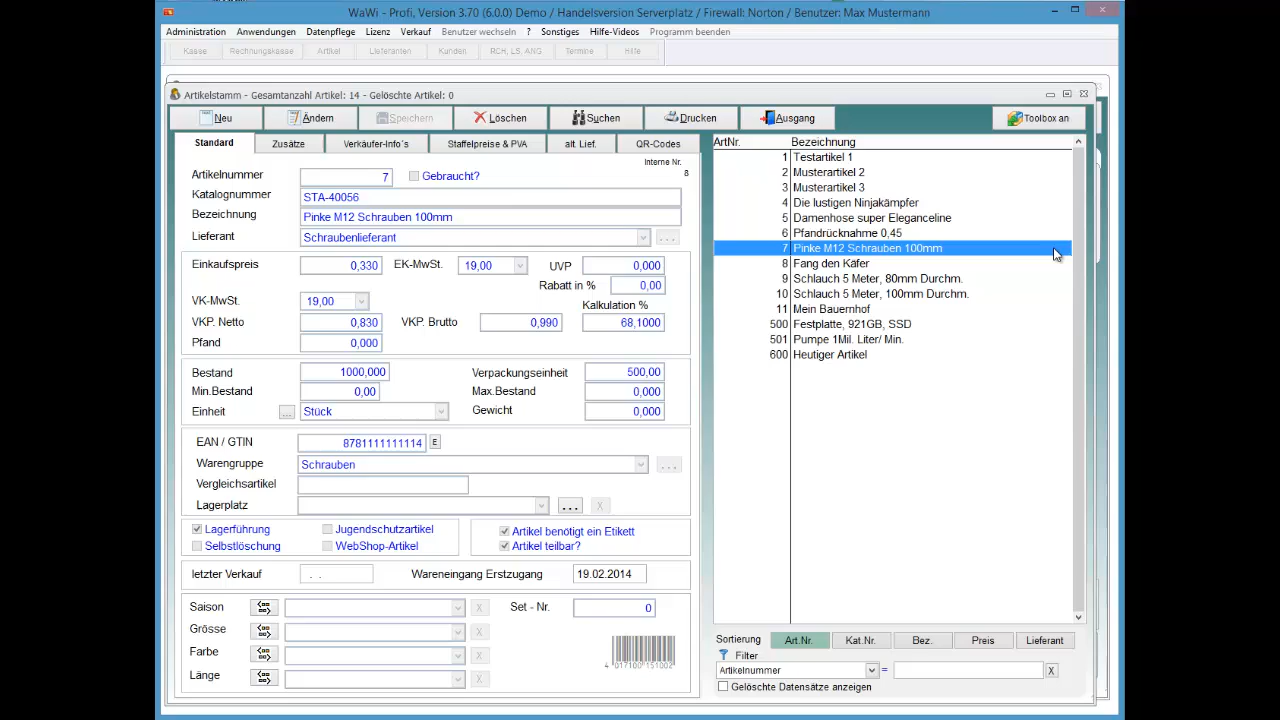 WaWi - Profi, Version 3.70 (6.0.0) Demo / Handelsversion Serverplatz / Firewall: Norton / Benutzer: Max Mustermann
Administration Anwendungen Datenpflege Lizenz Verkauf Benutzer wechseln ? Sonstiges Hilfe-Videos Programm beenden
Kasse Rechnungskasse Artikel Lieferanten Kunden RCH, LS, ANG Termine Hilfe
Artikelstamm - Gesamtanzahl Artikel: 14 - Gelöschte Artikel: 0
Neu Ändern Speichern Löschen Suchen Drucken Ausgang Toolbox an
Standard Zusätze Verkäufer-Info´s Staffelpreise & PVA alt. Lief. QR-Codes
Interne Nr.
8
Artikelnummer 7 Gebraucht?
Katalognummer STA-40056
Bezeichnung Pinke M12 Schrauben 100mm
Lieferant Schraubenlieferant ...
Einkaufspreis 0,330 EK-MwSt. 19,00 UVP 0,000
Rabatt in % 0,00
VK-MwSt. 19,00 Kalkulation %
VKP. Netto 0,830 VKP. Brutto 0,990 68,1000
Pfand 0,000
Bestand 1000,000 Verpackungseinheit 500,00
Min.Bestand 0,00 Max.Bestand 0,000
Einheit ... Stück Gewicht 0,000
EAN / GTIN 8781111111114 E
Warengruppe Schrauben ...
Vergleichsartikel
Lagerplatz ... X
Lagerführung Jugendschutzartikel Artikel benötigt ein Etikett
Selbstlöschung WebShop-Artikel Artikel teilbar?
letzter Verkauf . . Wareneingang Erstzugang 19.02.2014
Saison X Set - Nr. 0
Grösse X
Farbe X
Länge X
4 017100 151002
ArtNr. Bezeichnung
1 Testartikel 1
2 Musterartikel 2
3 Musterartikel 3
4 Die lustigen Ninjakämpfer
5 Damenhose super Eleganceline
6 Pfandrücknahme 0,45
7 Pinke M12 Schrauben 100mm
8 Fang den Käfer
9 Schlauch 5 Meter, 80mm Durchm.
10 Schlauch 5 Meter, 100mm Durchm.
11 Mein Bauernhof
500 Festplatte, 921GB, SSD
501 Pumpe 1Mil. Liter/ Min.
600 Heutiger Artikel
Sortierung Art.Nr. Kat.Nr. Bez. Preis Lieferant
Filter
Artikelnummer = X
Gelöschte Datensätze anzeigen